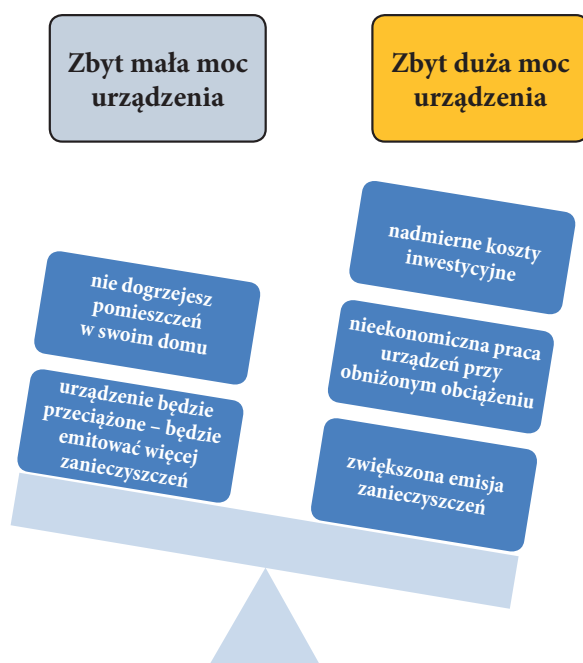 Zbyt mała moc
urządzenia
Zbyt duża moc
urządzenia
nie dogrzejesz
pomieszczeń
w swoim domu
urządzenie będzie
przeciążone – będzie
emitować więcej
zanieczyszczeń
nadmierne koszty
inwestycyjne
nieekonomiczna praca
urządzeń przy
obniżonym obciążeniu
zwiększona emisja
zanieczyszczeń